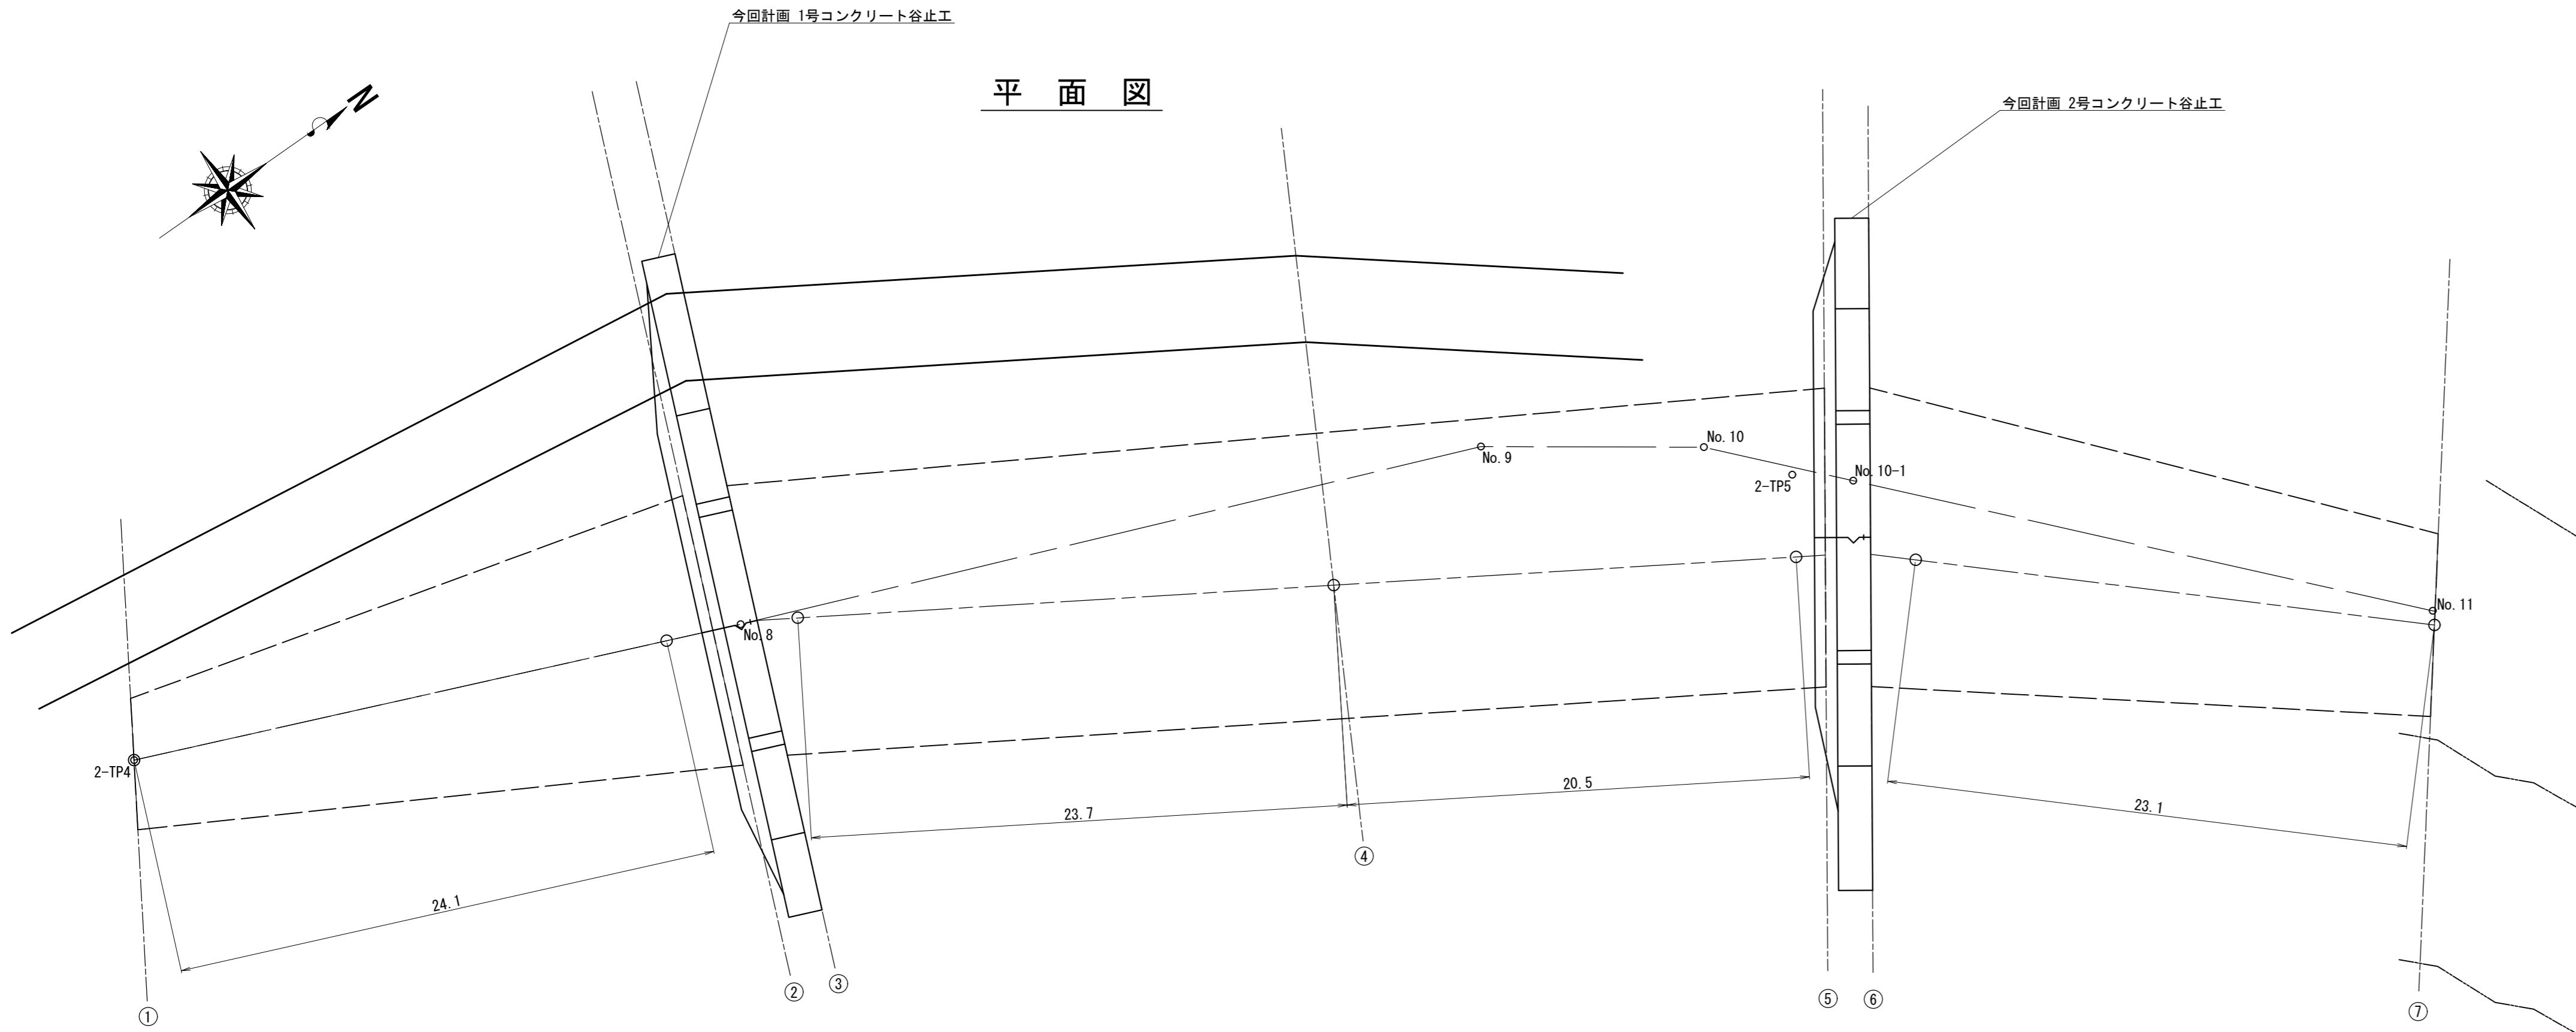 今回計画 1号コンクリート谷止工
平 面 図
N
今回計画 2号コンクリート谷止工
No.9
No.10
2-TP5
No.10-1
No.8
No.11
2-TP4
24.1
23.7
20.5
23.1
①
②
③
④
⑤
⑥
⑦